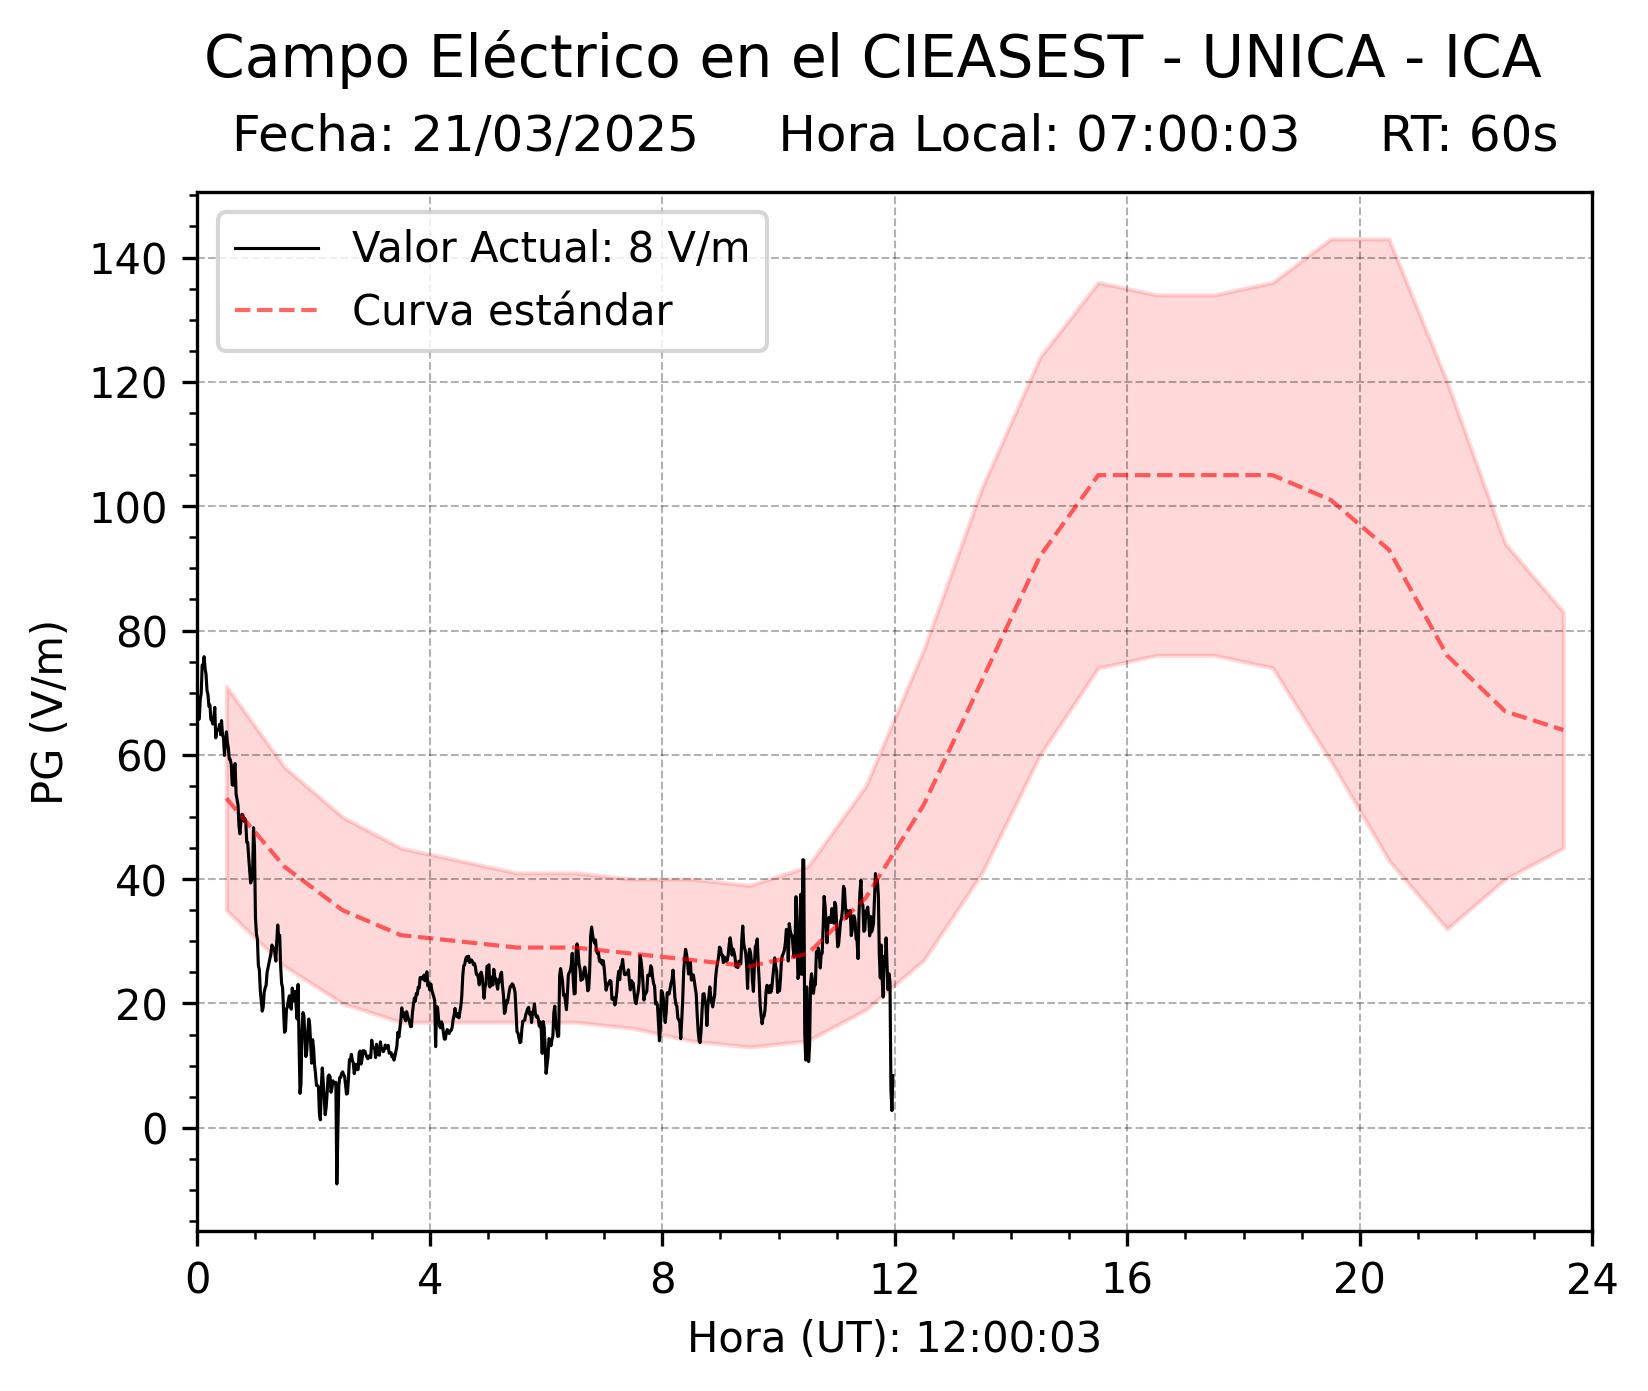 Campo Eléctrico en el CIEASEST - UNICA - ICA
Fecha: 21/03/2025 Hora Local: 07:00:03 RT: 60s
Valor Actual: 8 V/m
Curva estándar
140
120
100
80
60
40
20
0
PG (V/m)
0 4 8 12 16 20 24
Hora (UT): 12:00:03